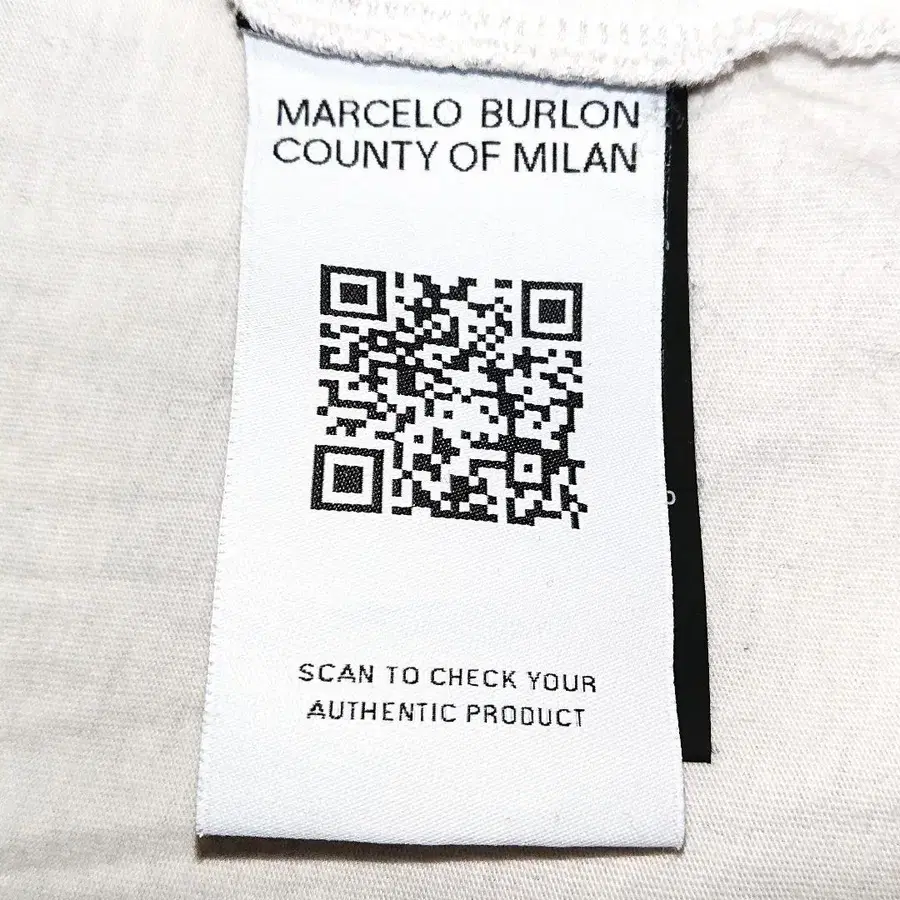 MARCELO BURLON
COUNTY OF MILAN
SCAN TO CHECK YOUR
AUTHENTIC PRODUCT